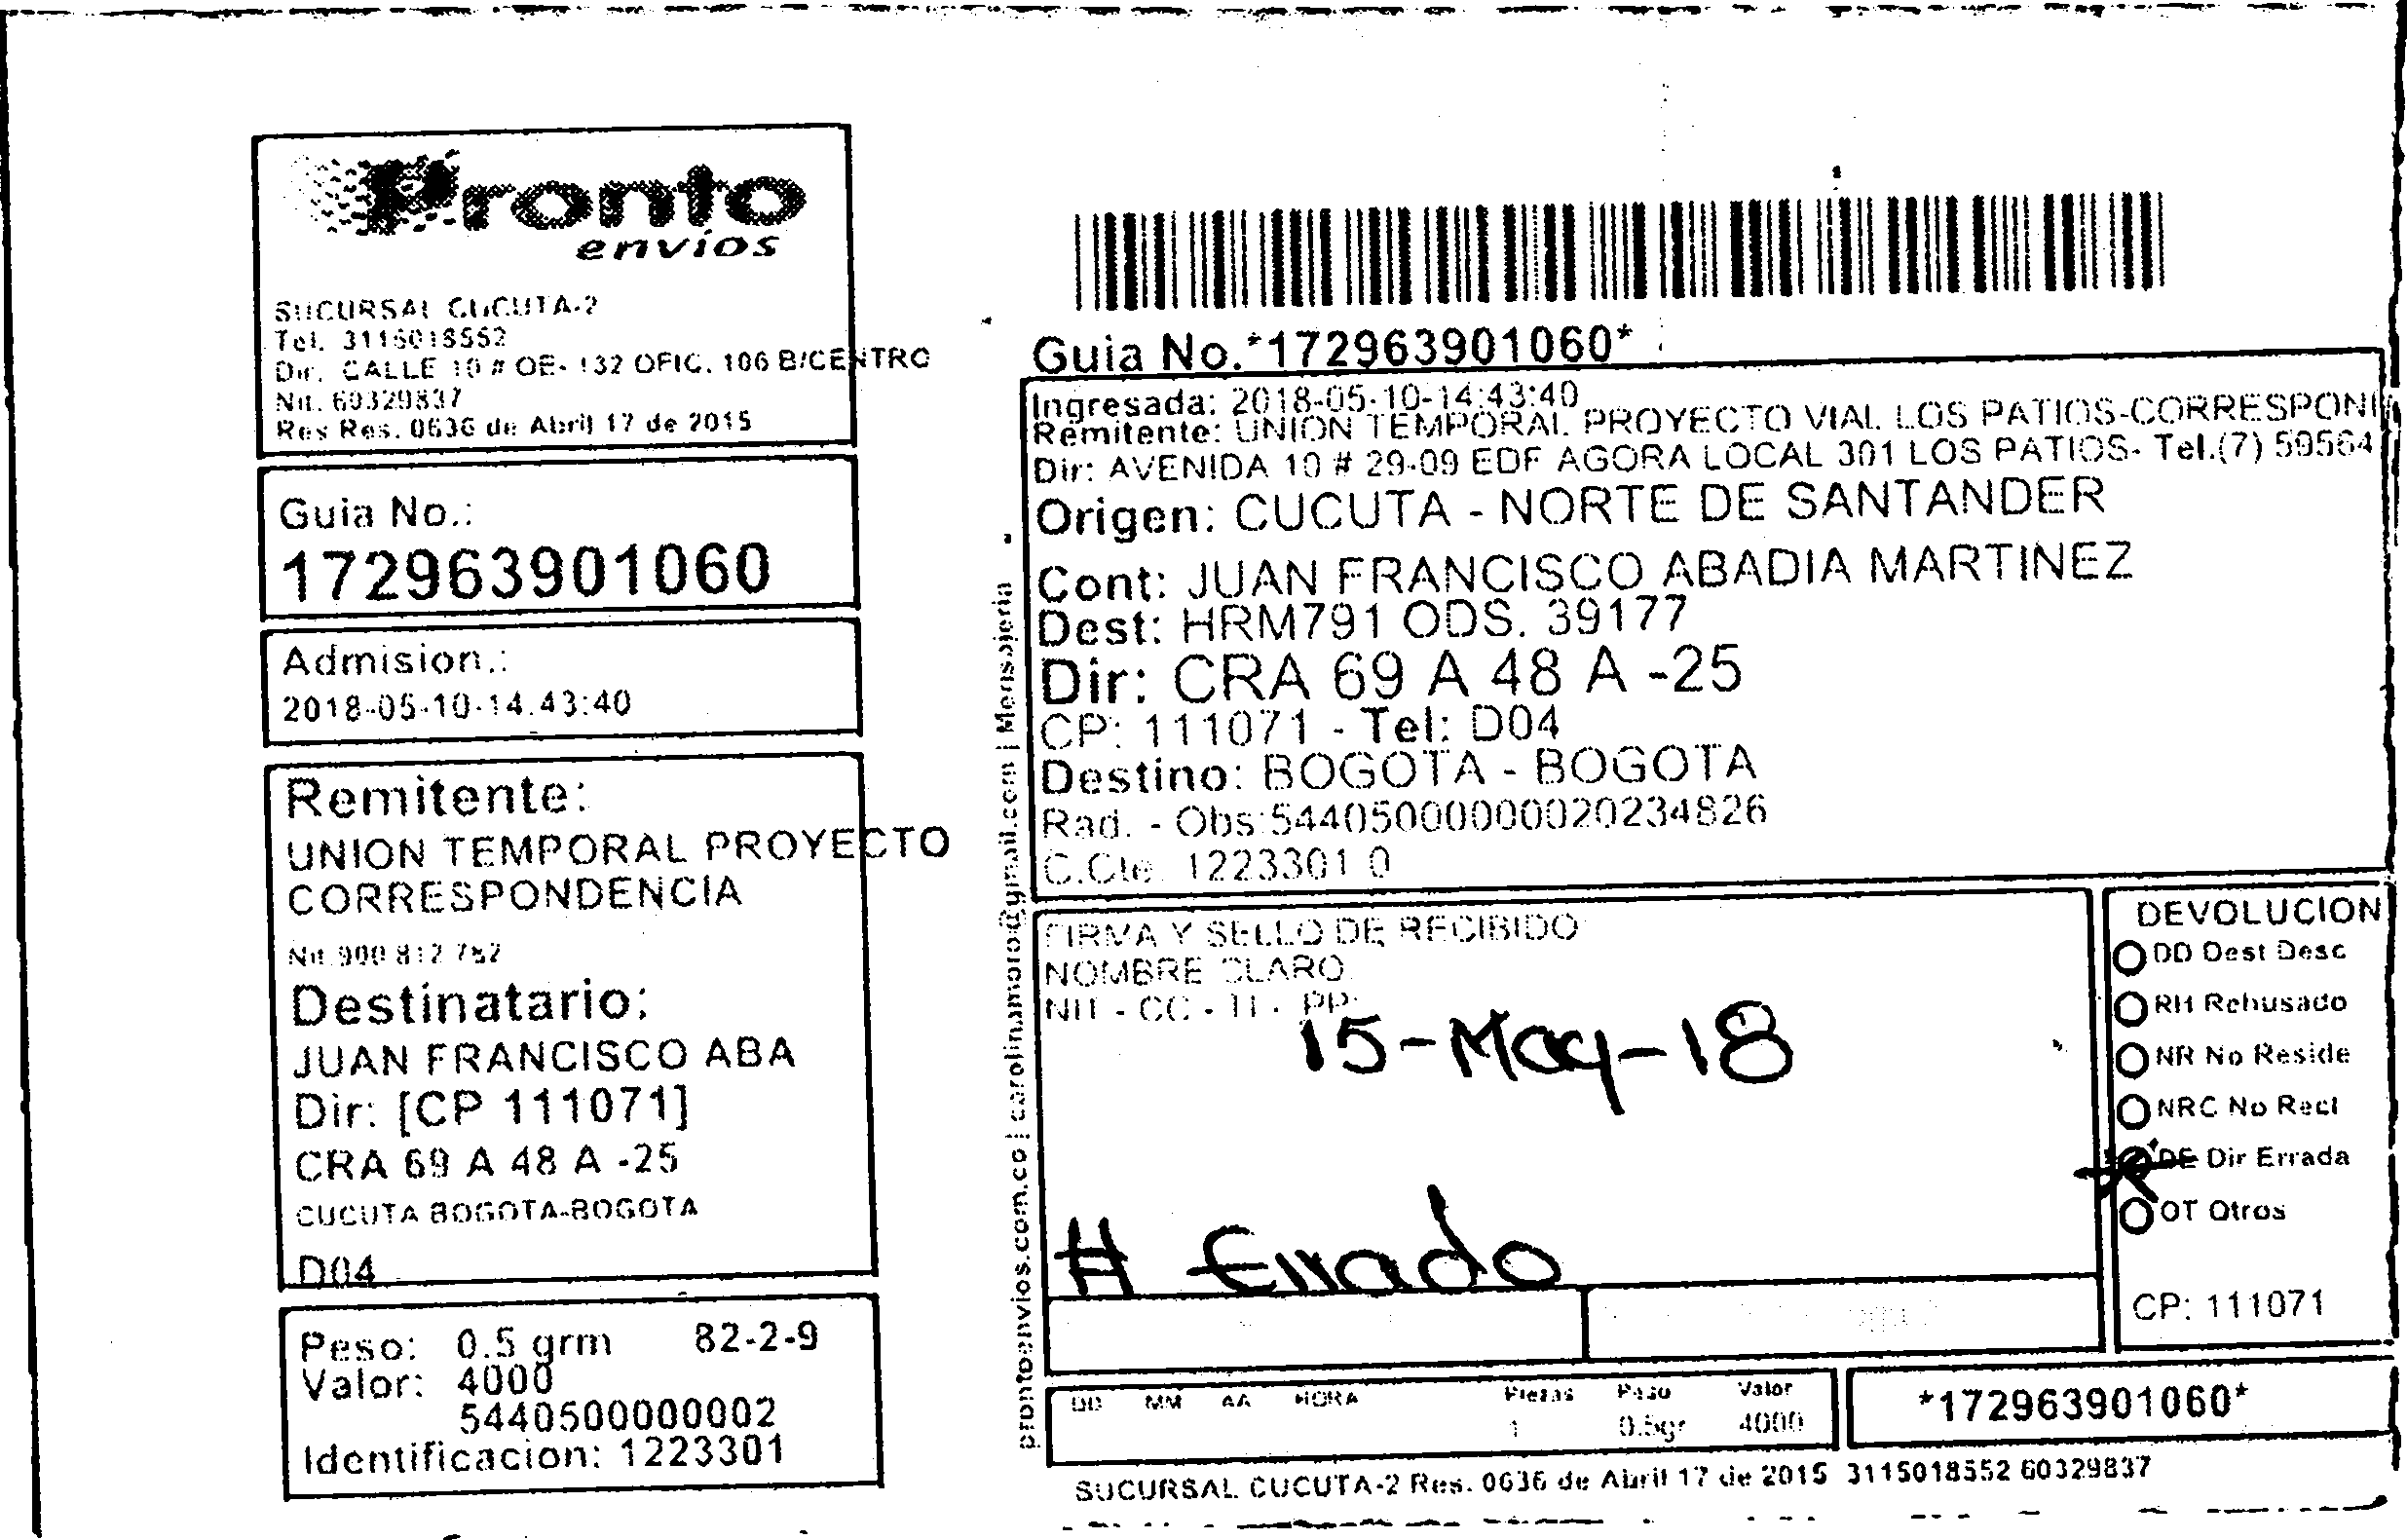 Pronto
envíos
SUCURSAL CUCUTA-2
Tel. 3115018552
Dir. CALLE 10 # OE- 132 OFIC. 106 B/CENTRO
Nit. 60329837
Res Res. 0636 de Abril 17 de 2015
Guia No.:
172963901060
Admision.:
2018-05-10-14:43:40
Remitente:
UNION TEMPORAL PROYECTO
CORRESPONDENCIA
Nit.900 812 782
Destinatario:
JUAN FRANCISCO ABA
Dir: [CP 111071]
CRA 69 A 48 A -25
CUCUTA BOGOTA-BOGOTA
D04
Peso: 0.5 grm 82-2-9
Valor: 4000
5440500000002
Identificacion: 1223301
prontoenvios.com.co | carolinamoro@gmail.com | Mensajeria
Guia No.*172963901060*
Ingresada: 2018-05-10-14:43:40
Remitente: UNION TEMPORAL PROYECTO VIAL LOS PATIOS-CORRESPON
Dir: AVENIDA 10 # 29-09 EDF AGORA LOCAL 301 LOS PATIOS- Tel.(7) 59564
Origen: CUCUTA - NORTE DE SANTANDER
Cont: JUAN FRANCISCO ABADIA MARTINEZ
Dest: HRM791 ODS. 39177
Dir: CRA 69 A 48 A -25
CP: 111071 - Tel: D04
Destino: BOGOTA - BOGOTA
Rad. - Obs:54405000000020234826
C.Cte. 1223301 0
FIRMA Y SELLO DE RECIBIDO
NOMBRE CLARO
NIT - CC - TI - PP:
15-May-18
# Errado
DEVOLUCION
DD Dest Desc
RH Rehusado
NR No Reside
NRC No Recl
DE Dir Errada
OT Otros
CP: 111071
DD MM AA HORA Piezas Peso Valor
1 0.5gr 4000
*172963901060*
SUCURSAL CUCUTA-2 Res. 0636 de Abril 17 de 2015 3115018552 60329837